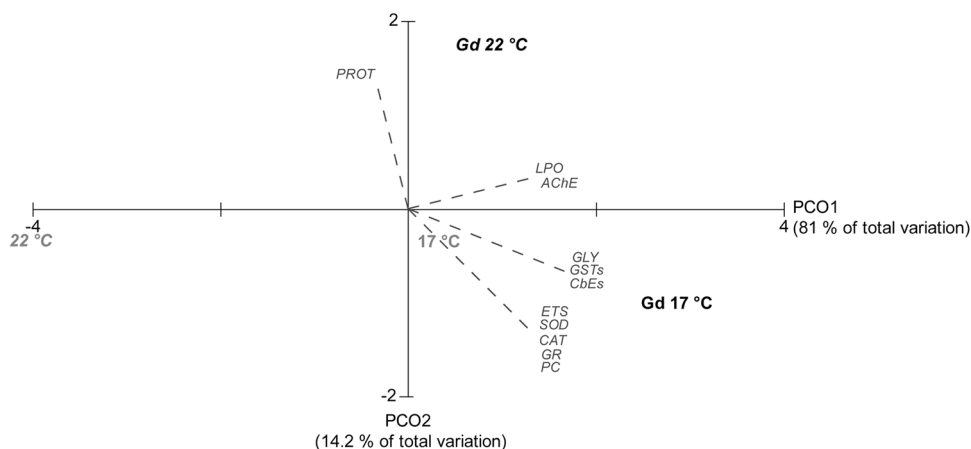 2
Gd 22 °C
PROT
LPO
AChE
PCO1
-4
4 (81 % of total variation)
22 °C
17 °C
GLY
GSTs
CbEs
Gd 17 °C
ETS
SOD
CAT
GR
PC
-2
PCO2
(14.2 % of total variation)